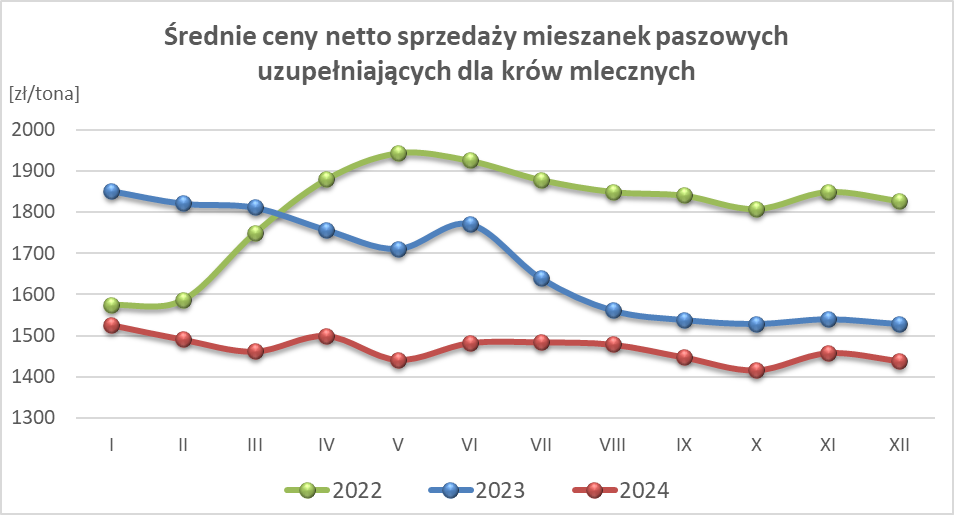 Średnie ceny netto sprzedaży mieszanek paszowych
uzupełniających dla krów mlecznych
[zł/tona]
2000
1900
1800
1700
1600
1500
1400
1300
I II III IV V VI VII VIII IX X XI XII
2022 2023 2024